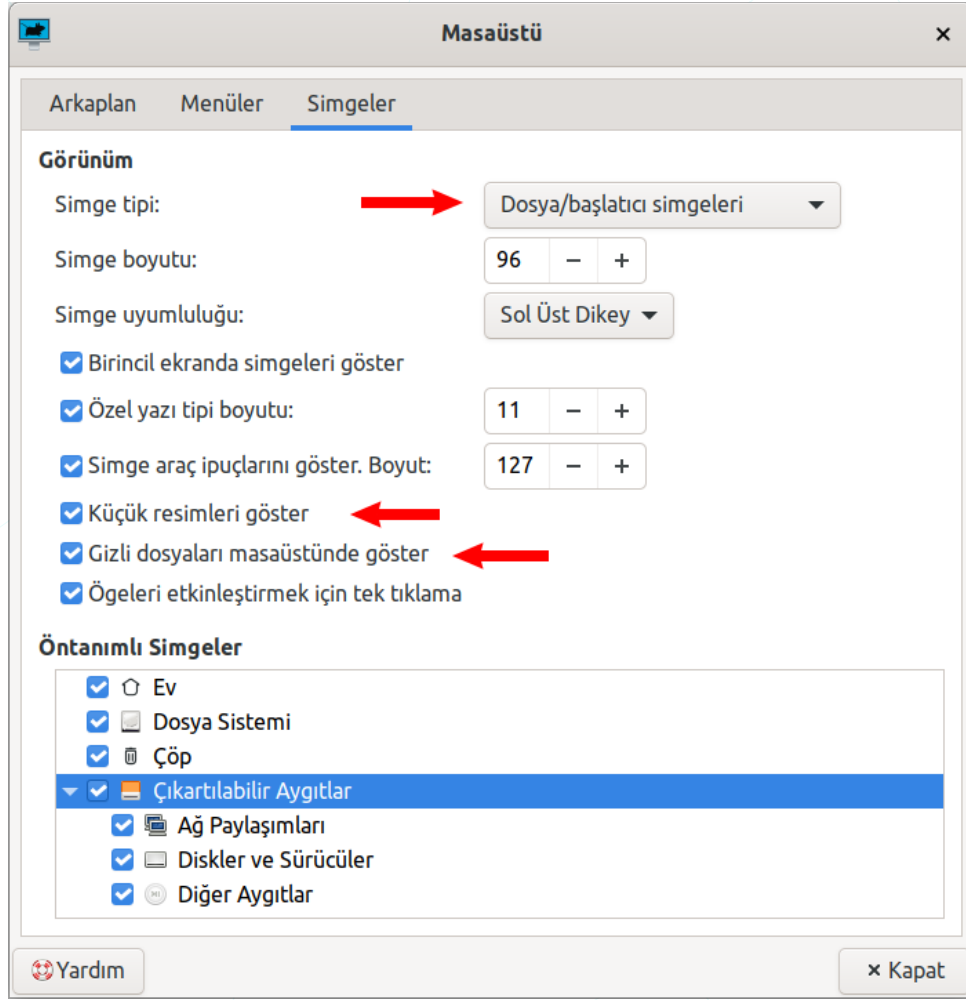 Masaüstü
Arkaplan Menüler Simgeler
Görünüm
Simge tipi: Dosya/başlatıcı simgeleri
Simge boyutu: 96 − +
Simge uyumluluğu: Sol Üst Dikey
Birincil ekranda simgeleri göster
Özel yazı tipi boyutu: 11 − +
Simge araç ipuçlarını göster. Boyut: 127 − +
Küçük resimleri göster
Gizli dosyaları masaüstünde göster
Ögeleri etkinleştirmek için tek tıklama
Öntanımlı Simgeler
Ev
Dosya Sistemi
Çöp
Çıkartılabilir Aygıtlar
Ağ Paylaşımları
Diskler ve Sürücüler
Diğer Aygıtlar
Yardım × Kapat